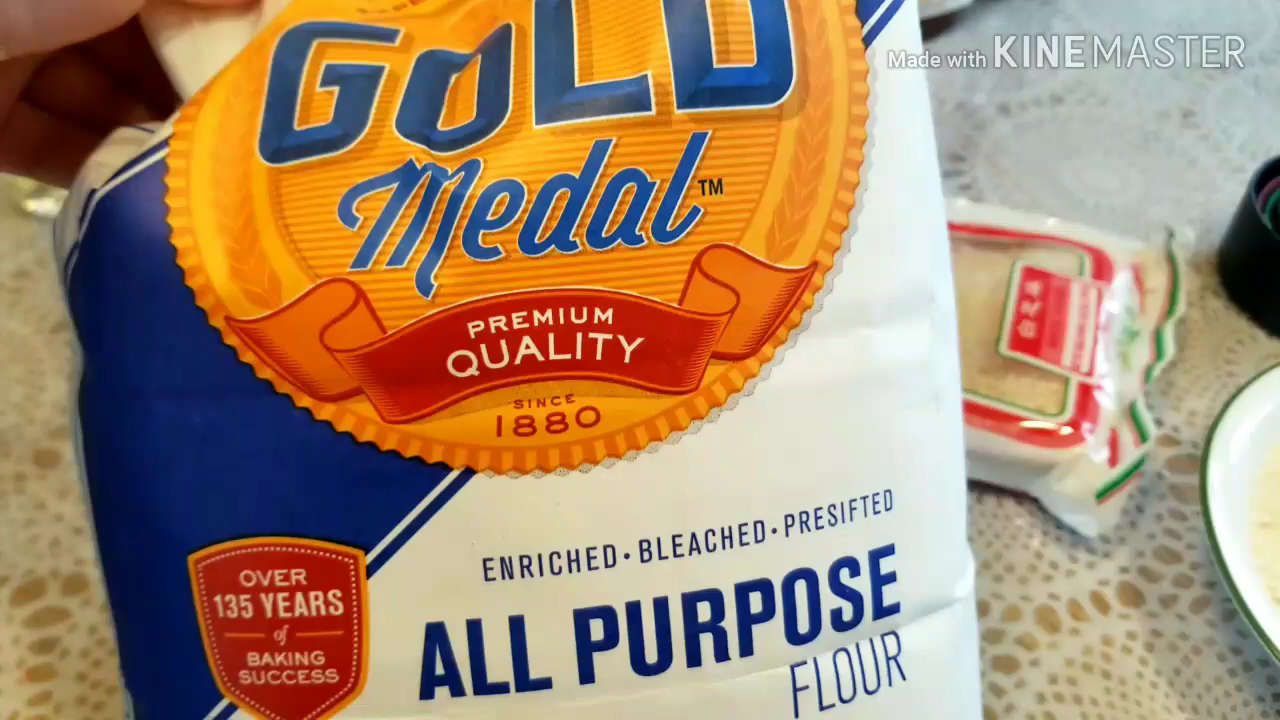 Made with KINEMASTER
GOLD
Medal™
PREMIUM
QUALITY
SINCE
1880
ENRICHED • BLEACHED • PRESIFTED
ALL PURPOSE
FLOUR
OVER
135 YEARS
of
BAKING
SUCCESS